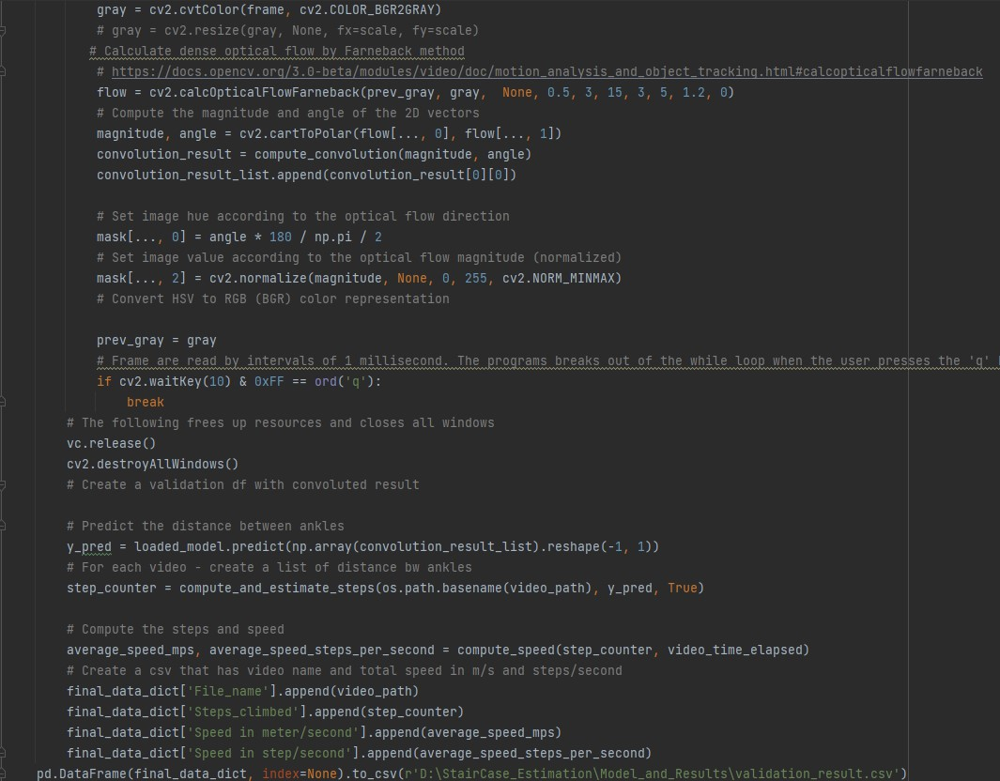 gray = cv2.cvtColor(frame, cv2.COLOR_BGR2GRAY)
# gray = cv2.resize(gray, None, fx=scale, fy=scale)
# Calculate dense optical flow by Farneback method
# https://docs.opencv.org/3.0-beta/modules/video/doc/motion_analysis_and_object_tracking.html#calcopticalflowfarneback
flow = cv2.calcOpticalFlowFarneback(prev_gray, gray,  None, 0.5, 3, 15, 3, 5, 1.2, 0)
# Compute the magnitude and angle of the 2D vectors
magnitude, angle = cv2.cartToPolar(flow[..., 0], flow[..., 1])
convolution_result = compute_convolution(magnitude, angle)
convolution_result_list.append(convolution_result[0][0])
# Set image hue according to the optical flow direction
mask[..., 0] = angle * 180 / np.pi / 2
# Set image value according to the optical flow magnitude (normalized)
mask[..., 2] = cv2.normalize(magnitude, None, 0, 255, cv2.NORM_MINMAX)
# Convert HSV to RGB (BGR) color representation
prev_gray = gray
# Frame are read by intervals of 1 millisecond. The programs breaks out of the while loop when the user presses the 'q'
if cv2.waitKey(10) & 0xFF == ord('q'):
break
# The following frees up resources and closes all windows
vc.release()
cv2.destroyAllWindows()
# Create a validation df with convoluted result
# Predict the distance between ankles
y_pred = loaded_model.predict(np.array(convolution_result_list).reshape(-1, 1))
# For each video - create a list of distance bw ankles
step_counter = compute_and_estimate_steps(os.path.basename(video_path), y_pred, True)
# Compute the steps and speed
average_speed_mps, average_speed_steps_per_second = compute_speed(step_counter, video_time_elapsed)
# Create a csv that has video name and total speed in m/s and steps/second
final_data_dict['File_name'].append(video_path)
final_data_dict['Steps_climbed'].append(step_counter)
final_data_dict['Speed in meter/second'].append(average_speed_mps)
final_data_dict['Speed in step/second'].append(average_speed_steps_per_second)
pd.DataFrame(final_data_dict, index=None).to_csv(r'D:\StairCase_Estimation\Model_and_Results\validation_result.csv')